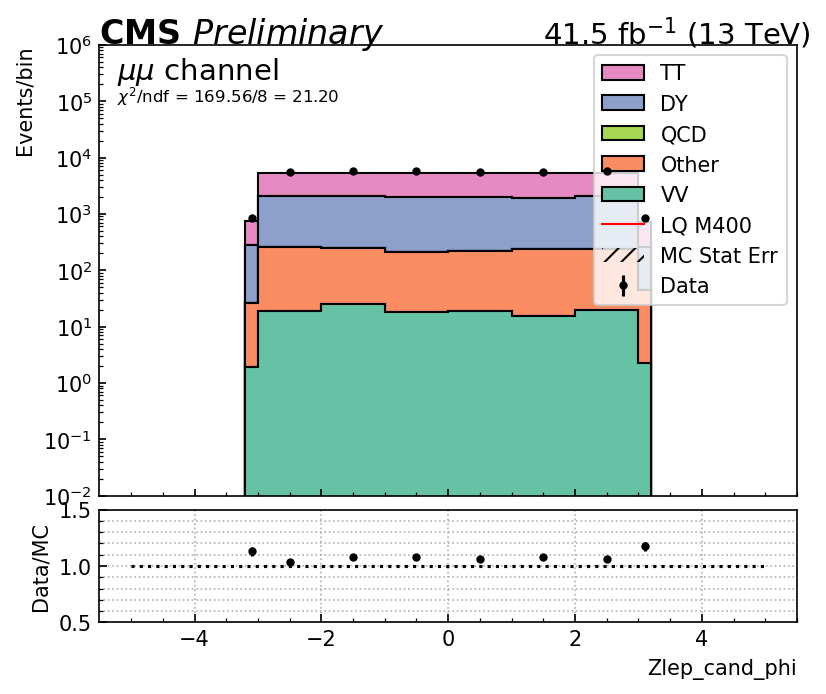 CMS Preliminary 41.5 fb⁻¹ (13 TeV)
μμ channel
χ²/ndf = 169.56/8 = 21.20
Events/bin
10⁶
10⁵
10⁴
10³
10²
10¹
10⁰
10⁻¹
10⁻²
TT
DY
QCD
Other
VV
LQ M400
MC Stat Err
Data
Data/MC
1.5
1.0
0.5
−4 −2 0 2 4
Zlep_cand_phi